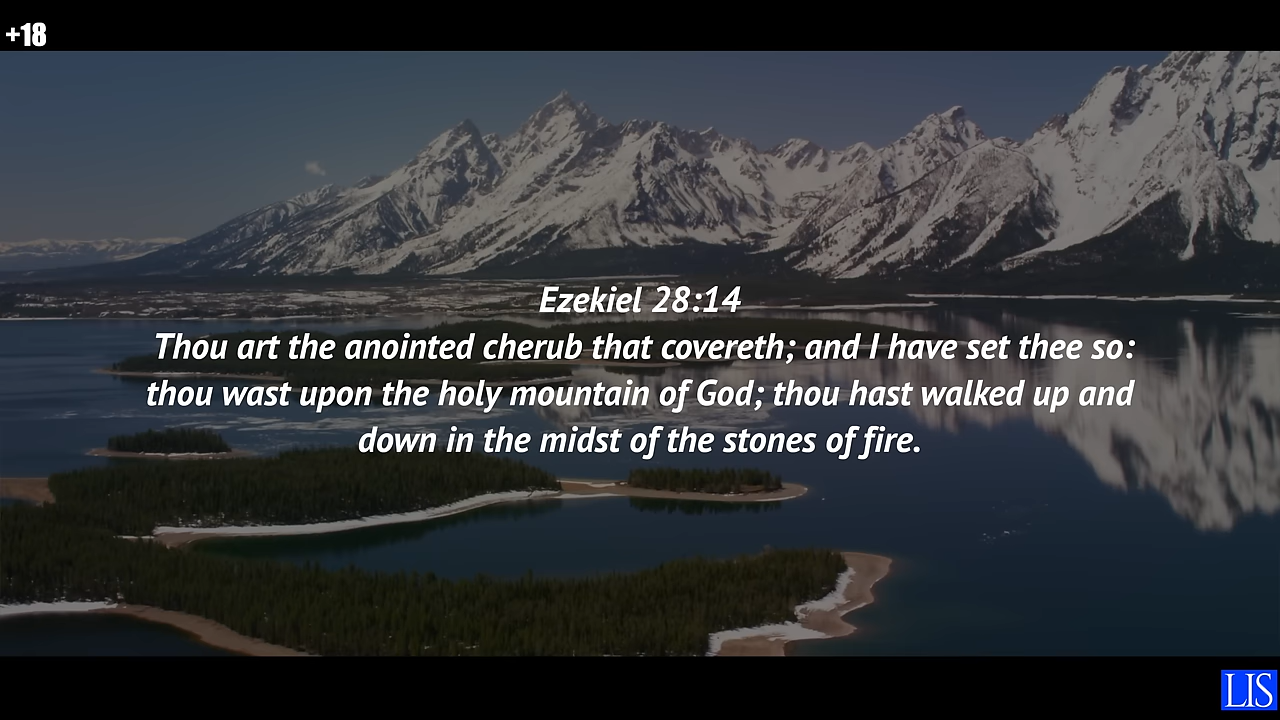 +18
Ezekiel 28:14
Thou art the anointed cherub that covereth; and I have set thee so:
thou wast upon the holy mountain of God; thou hast walked up and
down in the midst of the stones of fire.
LIS